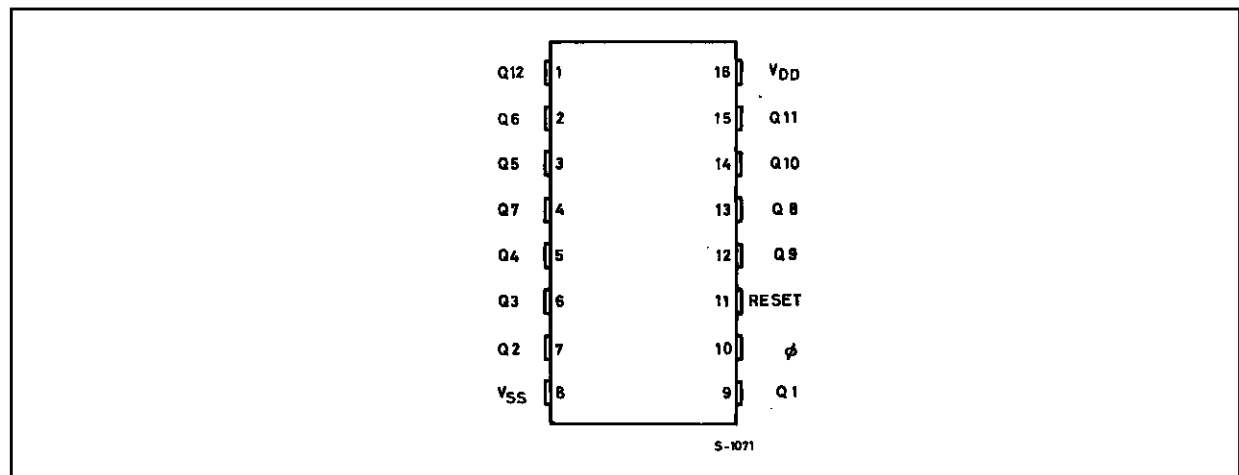 Q12 1 16 VDD
Q6 2 15 Q11
Q5 3 14 Q10
Q7 4 13 Q8
Q4 5 12 Q9
Q3 6 11 RESET
Q2 7 10 ϕ
VSS 8 9 Q1
S-1071